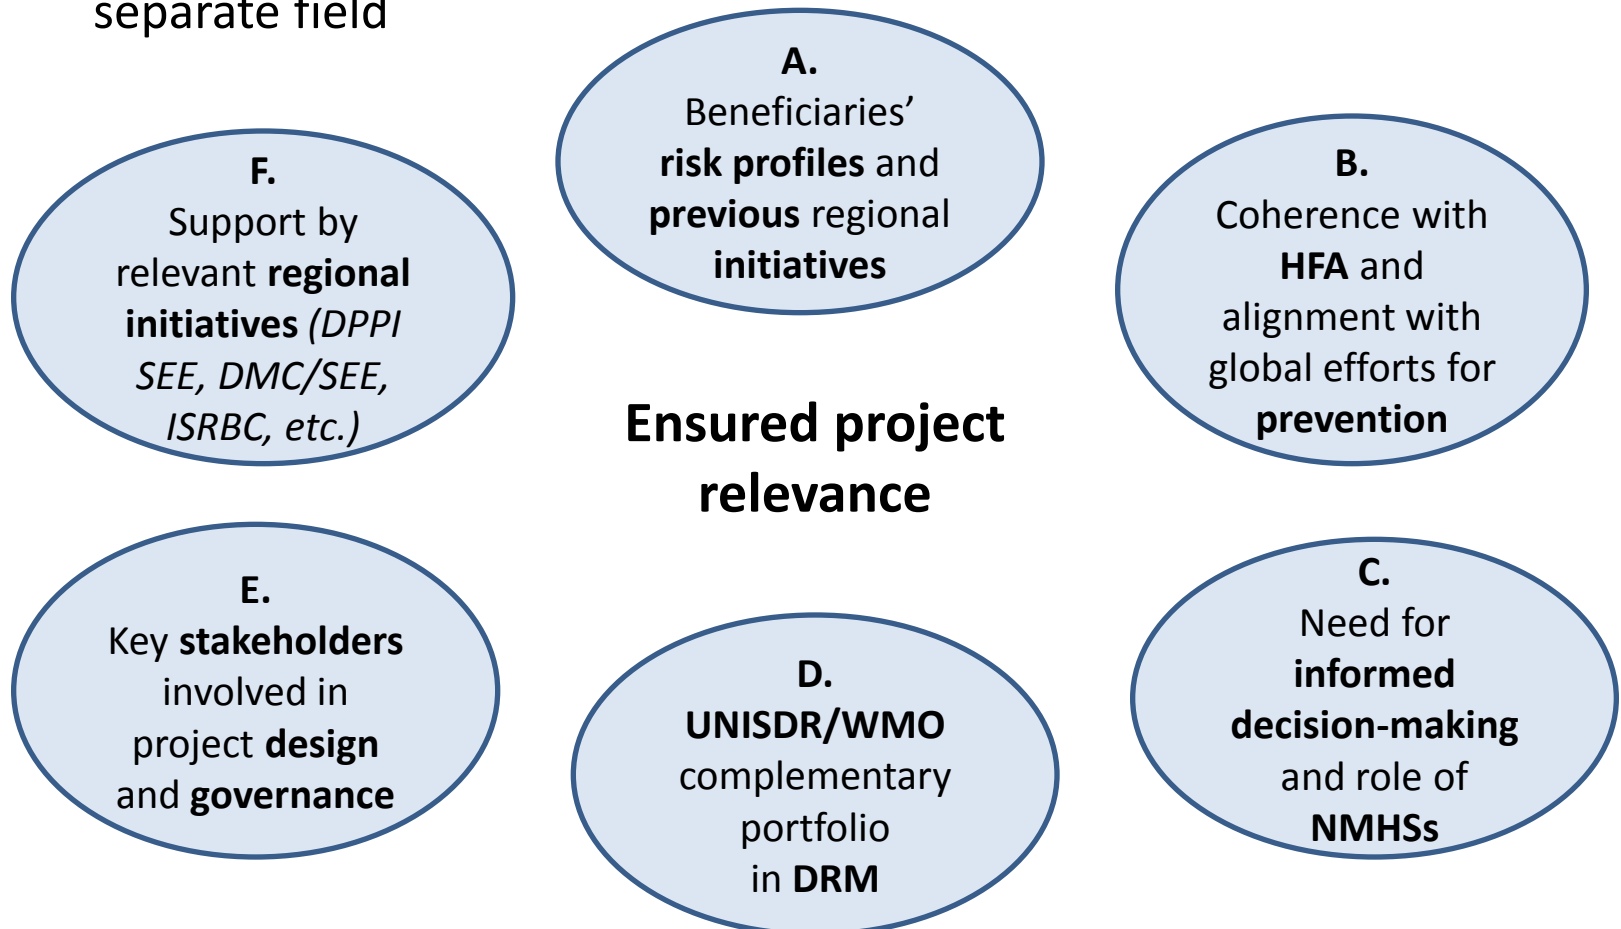 separate field
A.
Beneficiaries’
risk profiles and
previous regional
initiatives
B.
Coherence with
HFA and
alignment with
global efforts for
prevention
C.
Need for
informed
decision-making
and role of
NMHSs
D.
UNISDR/WMO
complementary
portfolio
in DRM
E.
Key stakeholders
involved in
project design
and governance
F.
Support by
relevant regional
initiatives (DPPI
SEE, DMC/SEE,
ISRBC, etc.)
Ensured project
relevance